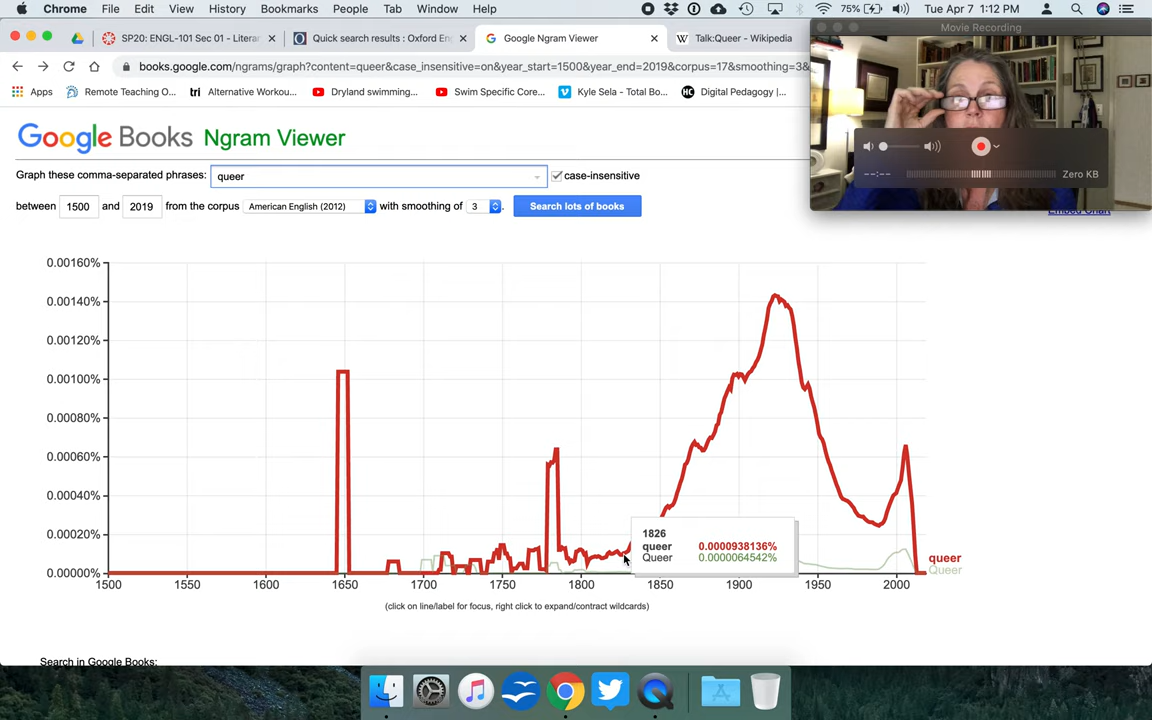 Chrome File Edit View History Bookmarks People Tab Window Help 75% Tue Apr 7 1:12 PM
SP20: ENGL-101 Sec 01 - Litera Quick search results : Oxford En Google Ngram Viewer Talk:Queer - Wikipedia Movie Recording
books.google.com/ngrams/graph?content=queer&case_insensitive=on&year_start=1500&year_end=2019&corpus=17&smoothing=3&
Apps Remote Teaching O... Alternative Workou... Dryland swimming... Swim Specific Core... Kyle Sela - Total Bo... Digital Pedagogy |...
Google Books Ngram Viewer
--:-- Zero KB
Graph these comma-separated phrases: queer case-insensitive
between 1500 and 2019 from the corpus American English (2012) with smoothing of 3 . Search lots of books
Embed Chart
0.00160%
0.00140%
0.00120%
0.00100%
0.00080%
0.00060%
0.00040%
0.00020%
0.00000%
1826
queer 0.0000938136%
Queer 0.0000064542%
queer
Queer
1500 1550 1600 1650 1700 1750 1800 1850 1900 1950 2000
(click on line/label for focus, right click to expand/contract wildcards)
Search in Google Books: